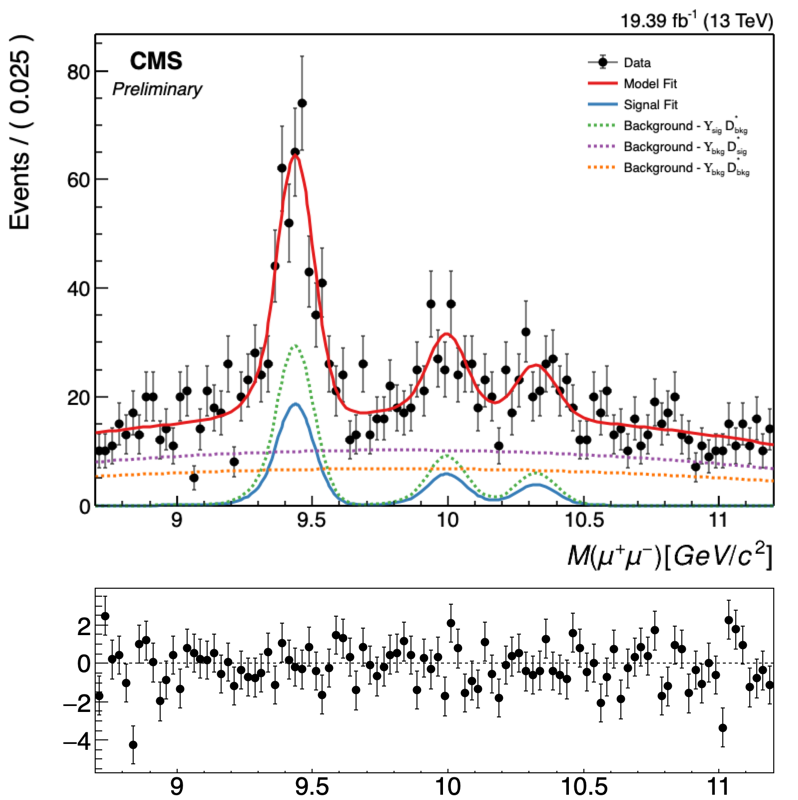 19.39 fb⁻¹ (13 TeV)
CMS
Preliminary
Data
Model Fit
Signal Fit
Background - ϒsig D*bkg
Background - ϒbkg D*sig
Background - ϒbkg D*bkg
Events / ( 0.025 )
80
60
40
20
0
9 9.5 10 10.5 11
M(μ⁺μ⁻)[GeV/c²]
2
0
−2
−4
9 9.5 10 10.5 11